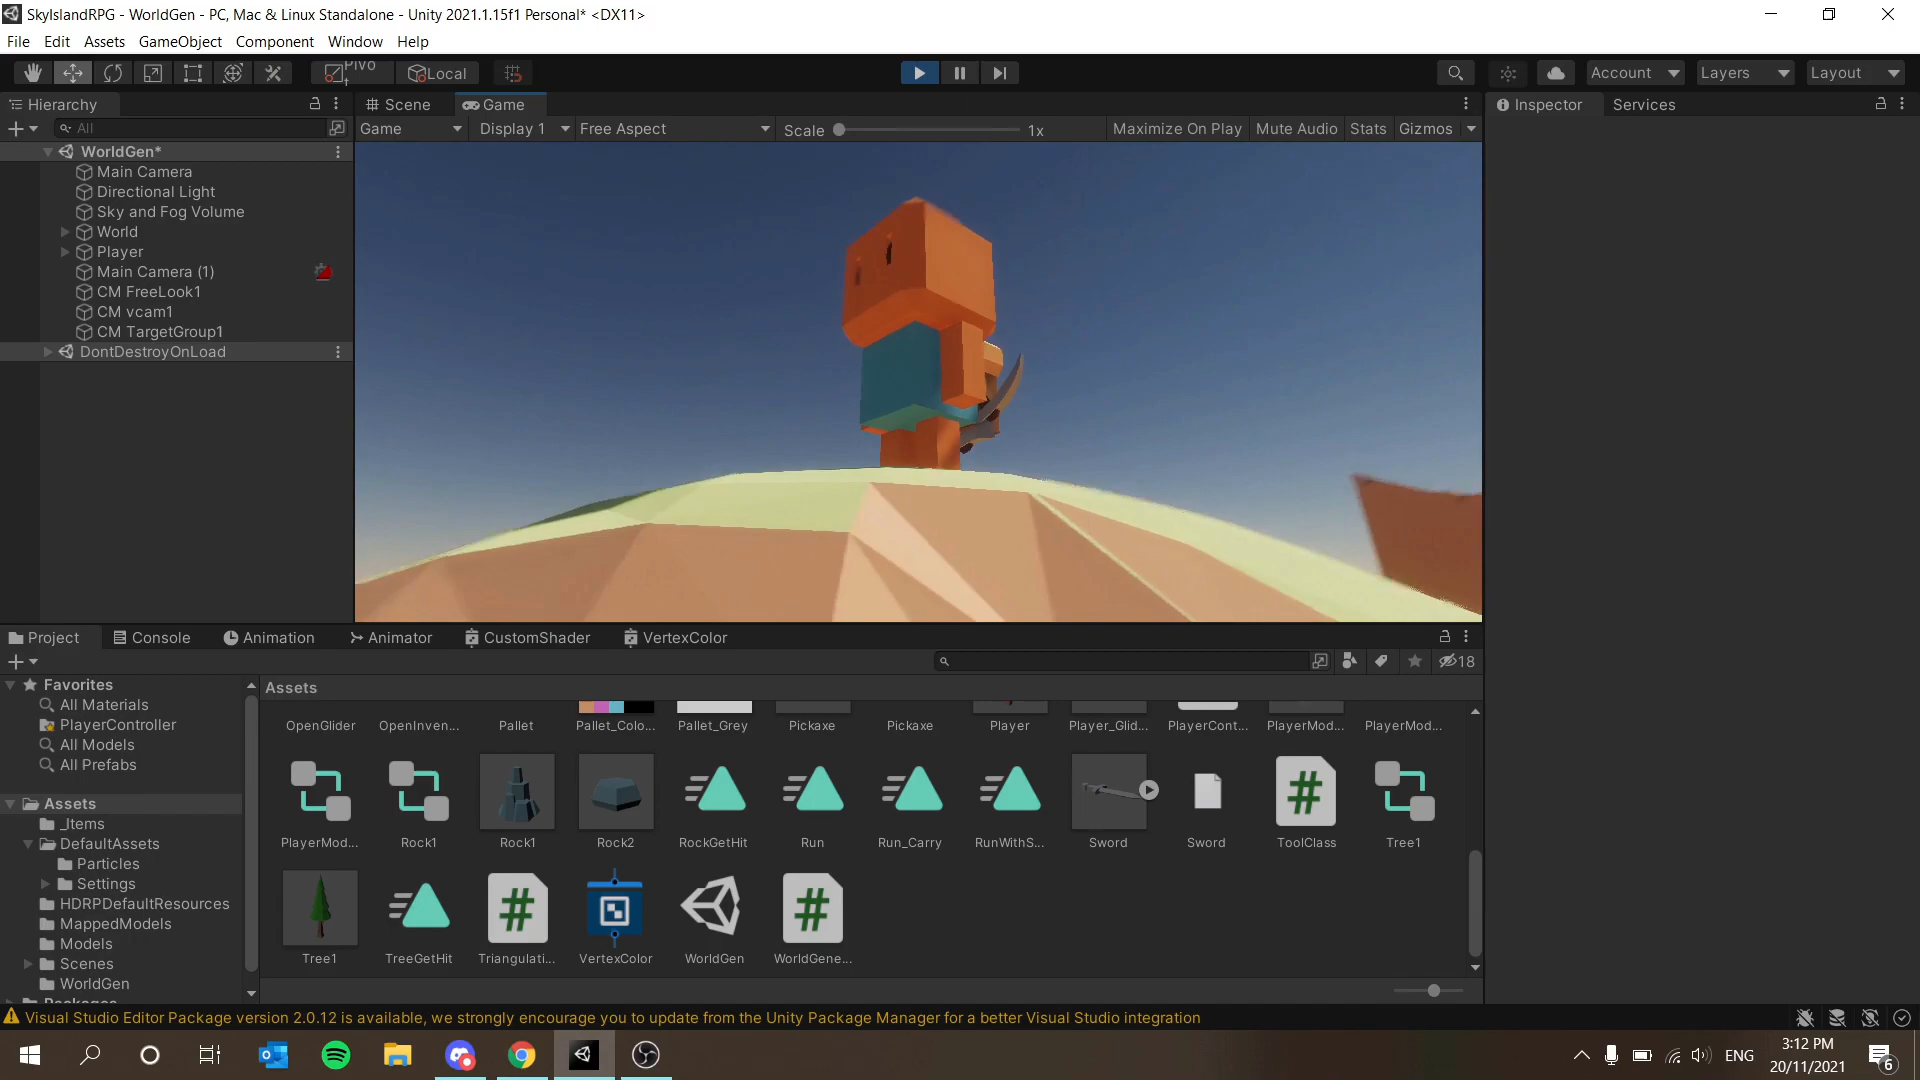 SkyIslandRPG - WorldGen - PC, Mac & Linux Standalone - Unity 2021.1.15f1 Personal* <DX11>
File Edit Assets GameObject Component Window Help
Pivot Local Account Layers Layout
Hierarchy Scene Game Inspector Services
All Game Display 1 Free Aspect Scale 1x Maximize On Play Mute Audio Stats Gizmos
WorldGen*
Main Camera
Directional Light
Sky and Fog Volume
World
Player
Main Camera (1)
CM FreeLook1
CM vcam1
CM TargetGroup1
DontDestroyOnLoad
Project Console Animation Animator CustomShader VertexColor
18
Favorites
All Materials
PlayerController
All Models
All Prefabs
Assets
_Items
DefaultAssets
Particles
Settings
HDRPDefaultResources
MappedModels
Models
Scenes
WorldGen
Packages
Assets
OpenGlider OpenInven... Pallet Pallet_Colo... Pallet_Grey Pickaxe Pickaxe Player Player_Glid... PlayerCont... PlayerMod... PlayerMod...
PlayerMod... Rock1 Rock1 Rock2 RockGetHit Run Run_Carry RunWithS... Sword Sword ToolClass Tree1
Tree1 TreeGetHit Triangulati... VertexColor WorldGen WorldGene...
Visual Studio Editor Package version 2.0.12 is available, we strongly encourage you to update from the Unity Package Manager for a better Visual Studio integration
ENG 3:12 PM
20/11/2021
6